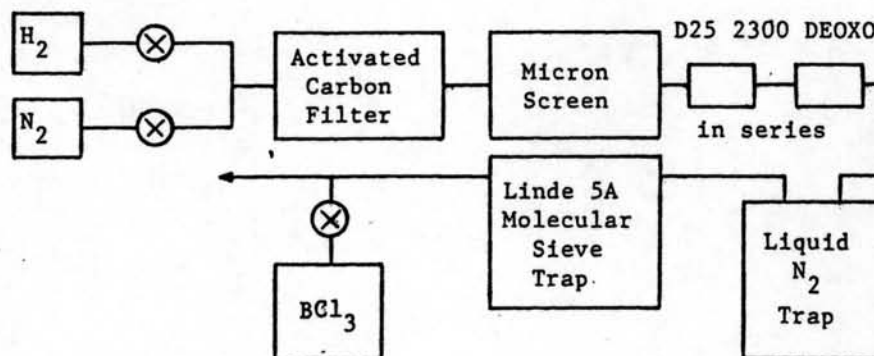 H2
N2
Activated
Carbon
Filter
Micron
Screen
D25 2300 DEOXO
in series
Linde 5A
Molecular
Sieve
Trap
Liquid
N2
Trap
BCl3